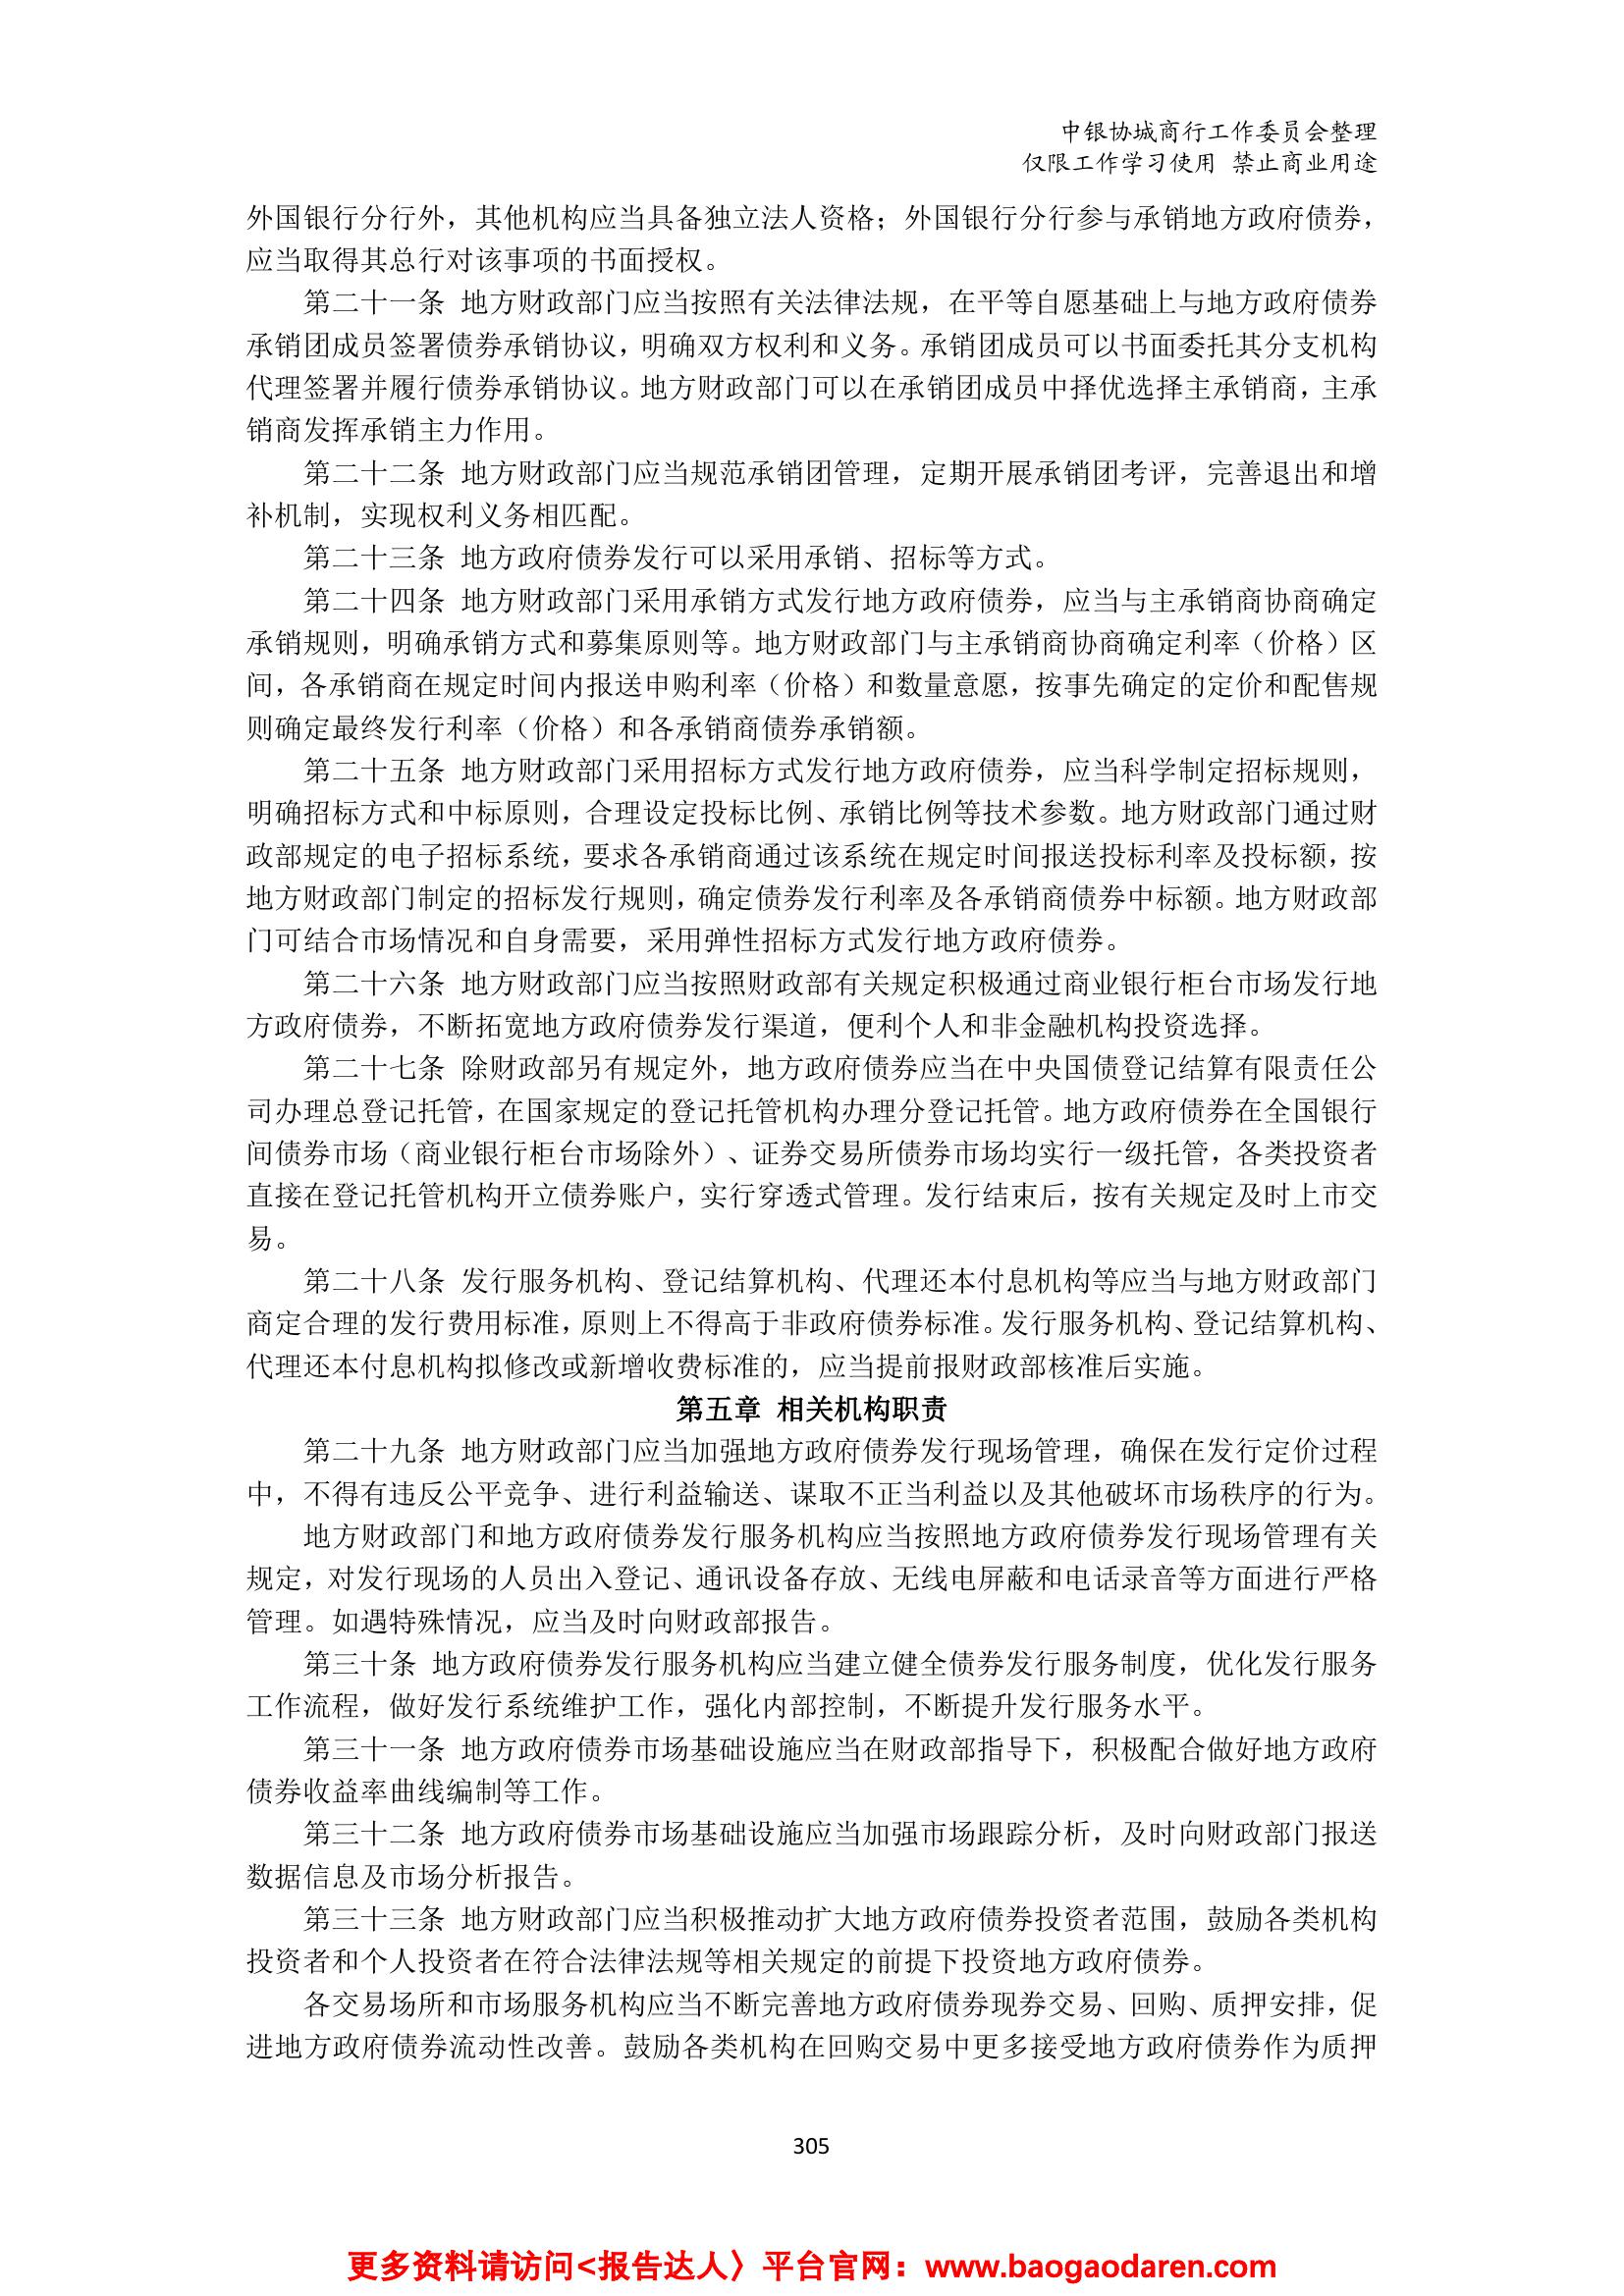 中银协城商行工作委员会整理
仅限工作学习使用 禁止商业用途
外国银行分行外，其他机构应当具备独立法人资格；外国银行分行参与承销地方政府债券，
应当取得其总行对该事项的书面授权。
第二十一条 地方财政部门应当按照有关法律法规，在平等自愿基础上与地方政府债券
承销团成员签署债券承销协议，明确双方权利和义务。承销团成员可以书面委托其分支机构
代理签署并履行债券承销协议。地方财政部门可以在承销团成员中择优选择主承销商，主承
销商发挥承销主力作用。
第二十二条 地方财政部门应当规范承销团管理，定期开展承销团考评，完善退出和增
补机制，实现权利义务相匹配。
第二十三条 地方政府债券发行可以采用承销、招标等方式。
第二十四条 地方财政部门采用承销方式发行地方政府债券，应当与主承销商协商确定
承销规则，明确承销方式和募集原则等。地方财政部门与主承销商协商确定利率（价格）区
间，各承销商在规定时间内报送申购利率（价格）和数量意愿，按事先确定的定价和配售规
则确定最终发行利率（价格）和各承销商债券承销额。
第二十五条 地方财政部门采用招标方式发行地方政府债券，应当科学制定招标规则，
明确招标方式和中标原则，合理设定投标比例、承销比例等技术参数。地方财政部门通过财
政部规定的电子招标系统，要求各承销商通过该系统在规定时间报送投标利率及投标额，按
地方财政部门制定的招标发行规则，确定债券发行利率及各承销商债券中标额。地方财政部
门可结合市场情况和自身需要，采用弹性招标方式发行地方政府债券。
第二十六条 地方财政部门应当按照财政部有关规定积极通过商业银行柜台市场发行地
方政府债券，不断拓宽地方政府债券发行渠道，便利个人和非金融机构投资选择。
第二十七条 除财政部另有规定外，地方政府债券应当在中央国债登记结算有限责任公
司办理总登记托管，在国家规定的登记托管机构办理分登记托管。地方政府债券在全国银行
间债券市场（商业银行柜台市场除外）、证券交易所债券市场均实行一级托管，各类投资者
直接在登记托管机构开立债券账户，实行穿透式管理。发行结束后，按有关规定及时上市交
易。
第二十八条 发行服务机构、登记结算机构、代理还本付息机构等应当与地方财政部门
商定合理的发行费用标准，原则上不得高于非政府债券标准。发行服务机构、登记结算机构、
代理还本付息机构拟修改或新增收费标准的，应当提前报财政部核准后实施。
第五章 相关机构职责
第二十九条 地方财政部门应当加强地方政府债券发行现场管理，确保在发行定价过程
中，不得有违反公平竞争、进行利益输送、谋取不正当利益以及其他破坏市场秩序的行为。
地方财政部门和地方政府债券发行服务机构应当按照地方政府债券发行现场管理有关
规定，对发行现场的人员出入登记、通讯设备存放、无线电屏蔽和电话录音等方面进行严格
管理。如遇特殊情况，应当及时向财政部报告。
第三十条 地方政府债券发行服务机构应当建立健全债券发行服务制度，优化发行服务
工作流程，做好发行系统维护工作，强化内部控制，不断提升发行服务水平。
第三十一条 地方政府债券市场基础设施应当在财政部指导下，积极配合做好地方政府
债券收益率曲线编制等工作。
第三十二条 地方政府债券市场基础设施应当加强市场跟踪分析，及时向财政部门报送
数据信息及市场分析报告。
第三十三条 地方财政部门应当积极推动扩大地方政府债券投资者范围，鼓励各类机构
投资者和个人投资者在符合法律法规等相关规定的前提下投资地方政府债券。
各交易场所和市场服务机构应当不断完善地方政府债券现券交易、回购、质押安排，促
进地方政府债券流动性改善。鼓励各类机构在回购交易中更多接受地方政府债券作为质押
305
更多资料请访问<报告达人〉平台官网：www.baogaodaren.com